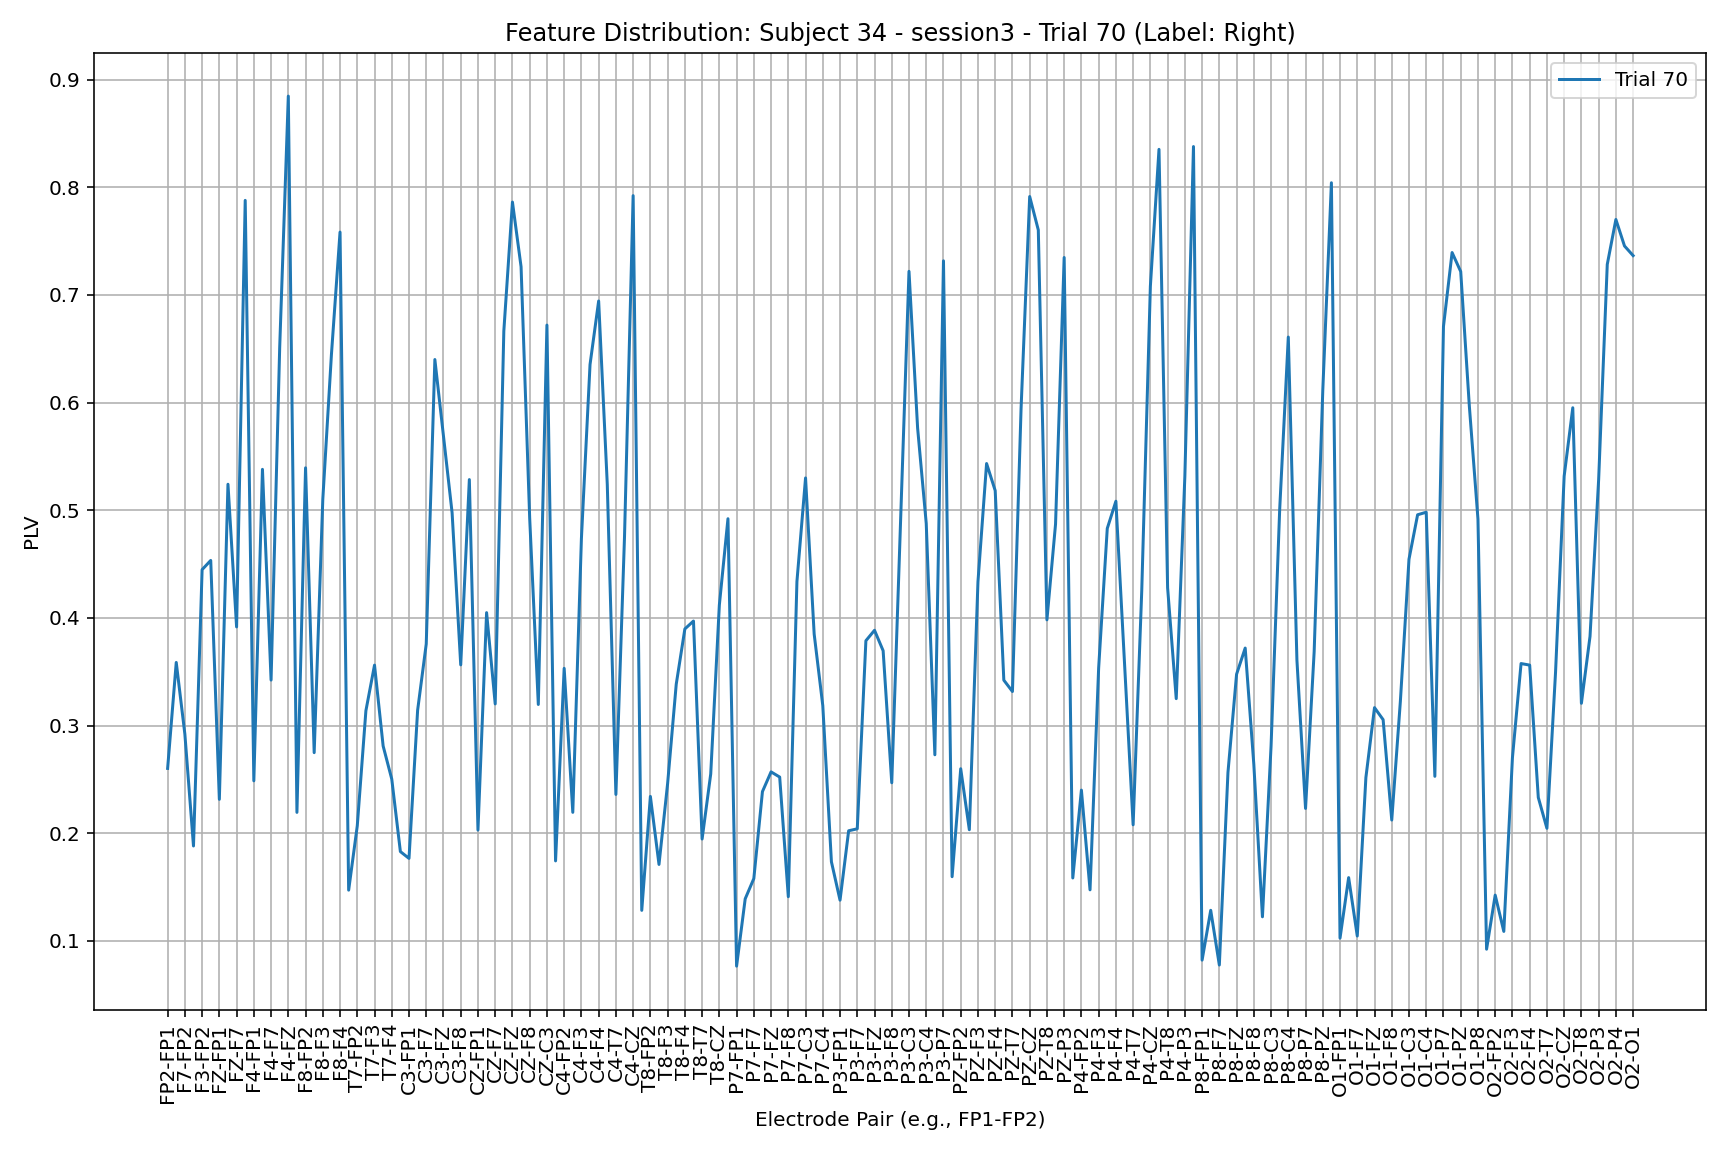 Feature Distribution: Subject 34 - session3 - Trial 70 (Label: Right)
Trial 70
PLV
0.9
0.8
0.7
0.6
0.5
0.4
0.3
0.2
0.1
FP2-FP1
F7-FP2
F3-FP2
FZ-FP1
FZ-F7
F4-FP1
F4-F7
F4-FZ
F8-FP2
F8-F3
F8-F4
T7-FP2
T7-F3
T7-F4
C3-FP1
C3-F7
C3-FZ
C3-F8
CZ-FP1
CZ-F7
CZ-FZ
CZ-F8
CZ-C3
C4-FP2
C4-F3
C4-F4
C4-T7
C4-CZ
T8-FP2
T8-F3
T8-F4
T8-T7
T8-CZ
P7-FP1
P7-F7
P7-FZ
P7-F8
P7-C3
P7-C4
P3-FP1
P3-F7
P3-FZ
P3-F8
P3-C3
P3-C4
P3-P7
PZ-FP2
PZ-F3
PZ-F4
PZ-T7
PZ-CZ
PZ-T8
PZ-P3
P4-FP2
P4-F3
P4-F4
P4-T7
P4-CZ
P4-T8
P4-P3
P8-FP1
P8-F7
P8-FZ
P8-F8
P8-C3
P8-C4
P8-P7
P8-PZ
O1-FP1
O1-F7
O1-FZ
O1-F8
O1-C3
O1-C4
O1-P7
O1-PZ
O1-P8
O2-FP2
O2-F3
O2-F4
O2-T7
O2-CZ
O2-T8
O2-P3
O2-P4
O2-O1
Electrode Pair (e.g., FP1-FP2)